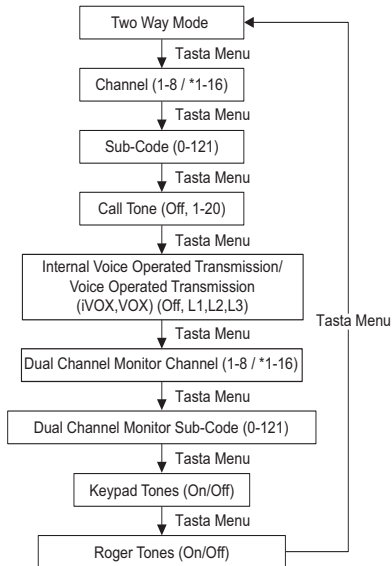 Two Way Mode
Tasta Menu
Channel (1-8 / *1-16)
Tasta Menu
Sub-Code (0-121)
Tasta Menu
Call Tone (Off, 1-20)
Tasta Menu
Internal Voice Operated Transmission/
Voice Operated Transmission
(iVOX,VOX) (Off, L1,L2,L3)
Tasta Menu
Tasta Menu
Dual Channel Monitor Channel (1-8 / *1-16)
Tasta Menu
Dual Channel Monitor Sub-Code (0-121)
Tasta Menu
Keypad Tones (On/Off)
Tasta Menu
Roger Tones (On/Off)